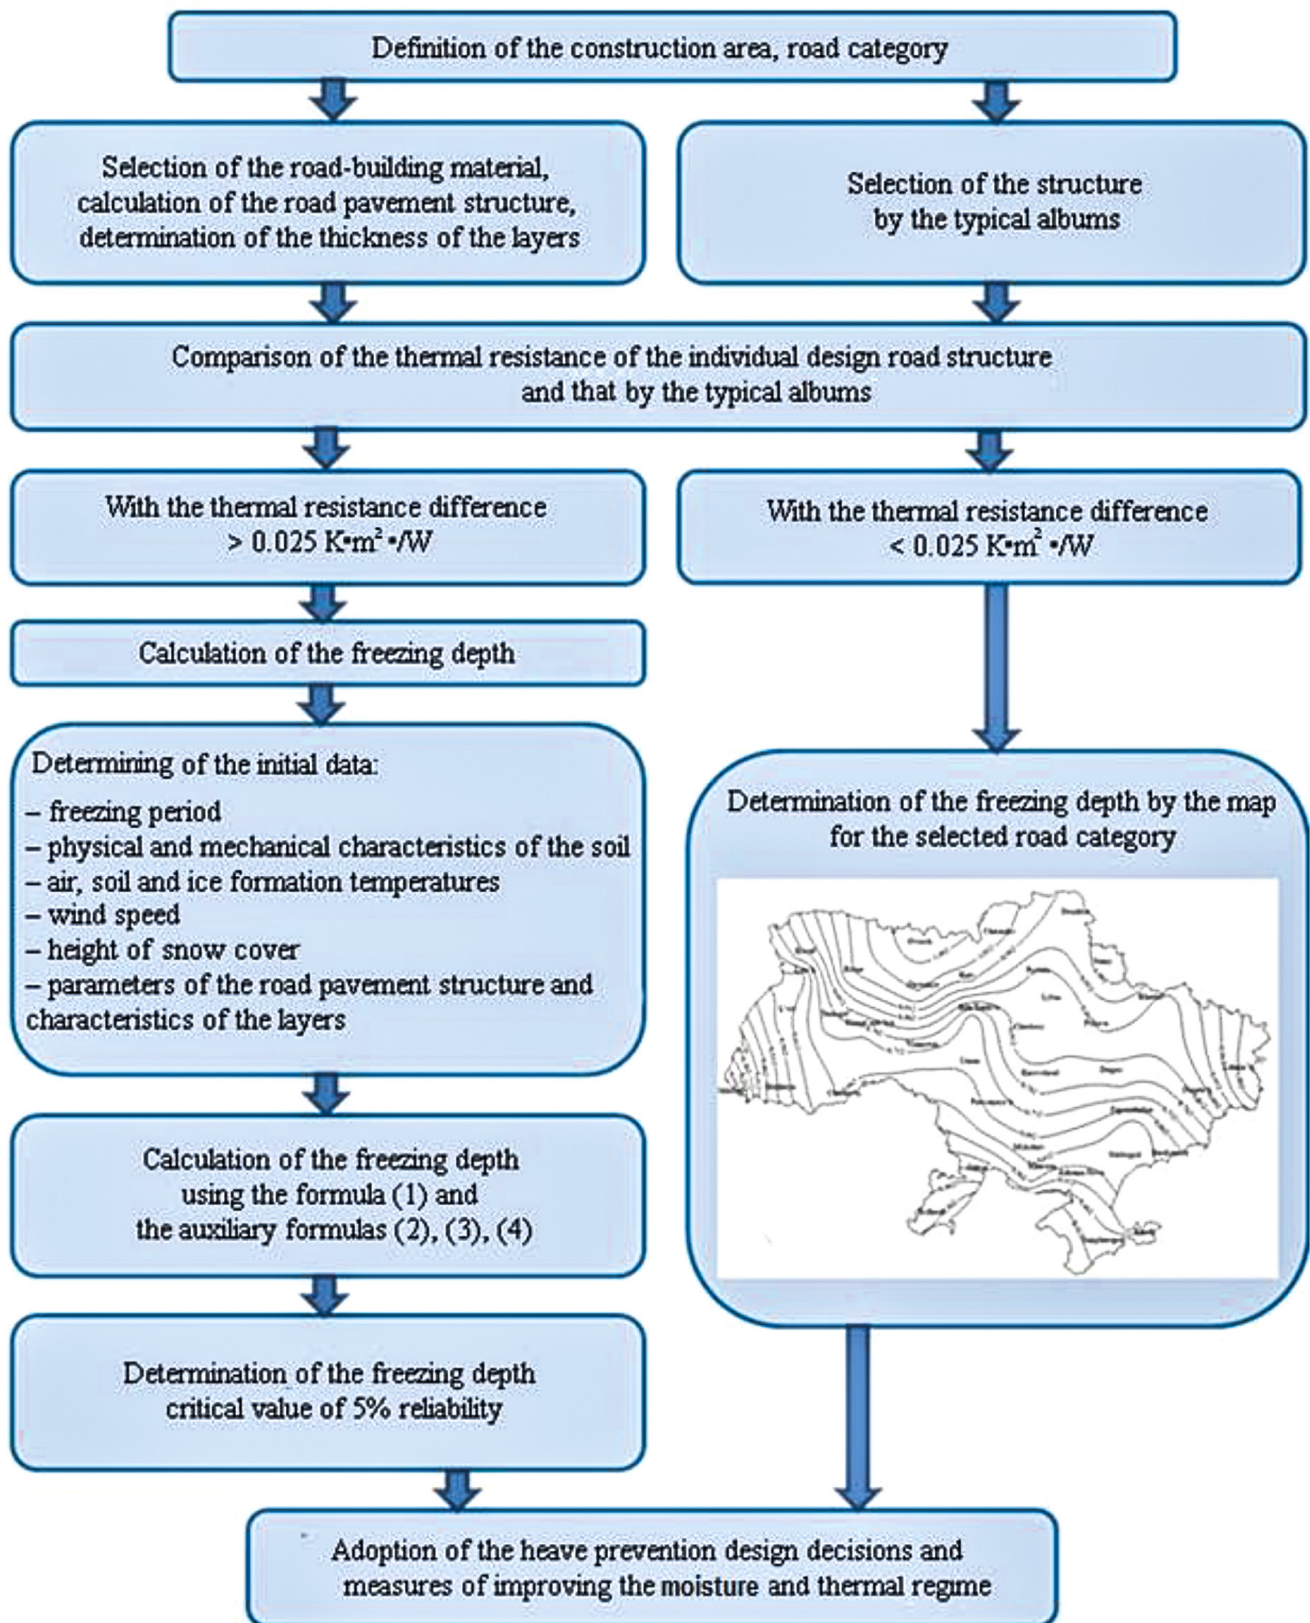 Definition of the construction area, road category
Selection of the road-building material,
calculation of the road pavement structure,
determination of the thickness of the layers
Selection of the structure
by the typical albums
Comparison of the thermal resistance of the individual design road structure
and that by the typical albums
With the thermal resistance difference
> 0.025 K•m² •/W
With the thermal resistance difference
< 0.025 K•m² •/W
Calculation of the freezing depth
Determining of the initial data:
– freezing period
– physical and mechanical characteristics of the soil
– air, soil and ice formation temperatures
– wind speed
– height of snow cover
– parameters of the road pavement structure and
characteristics of the layers
Determination of the freezing depth by the map
for the selected road category
Calculation of the freezing depth
using the formula (1) and
the auxiliary formulas (2), (3), (4)
Determination of the freezing depth
critical value of 5% reliability
Adoption of the heave prevention design decisions and
measures of improving the moisture and thermal regime